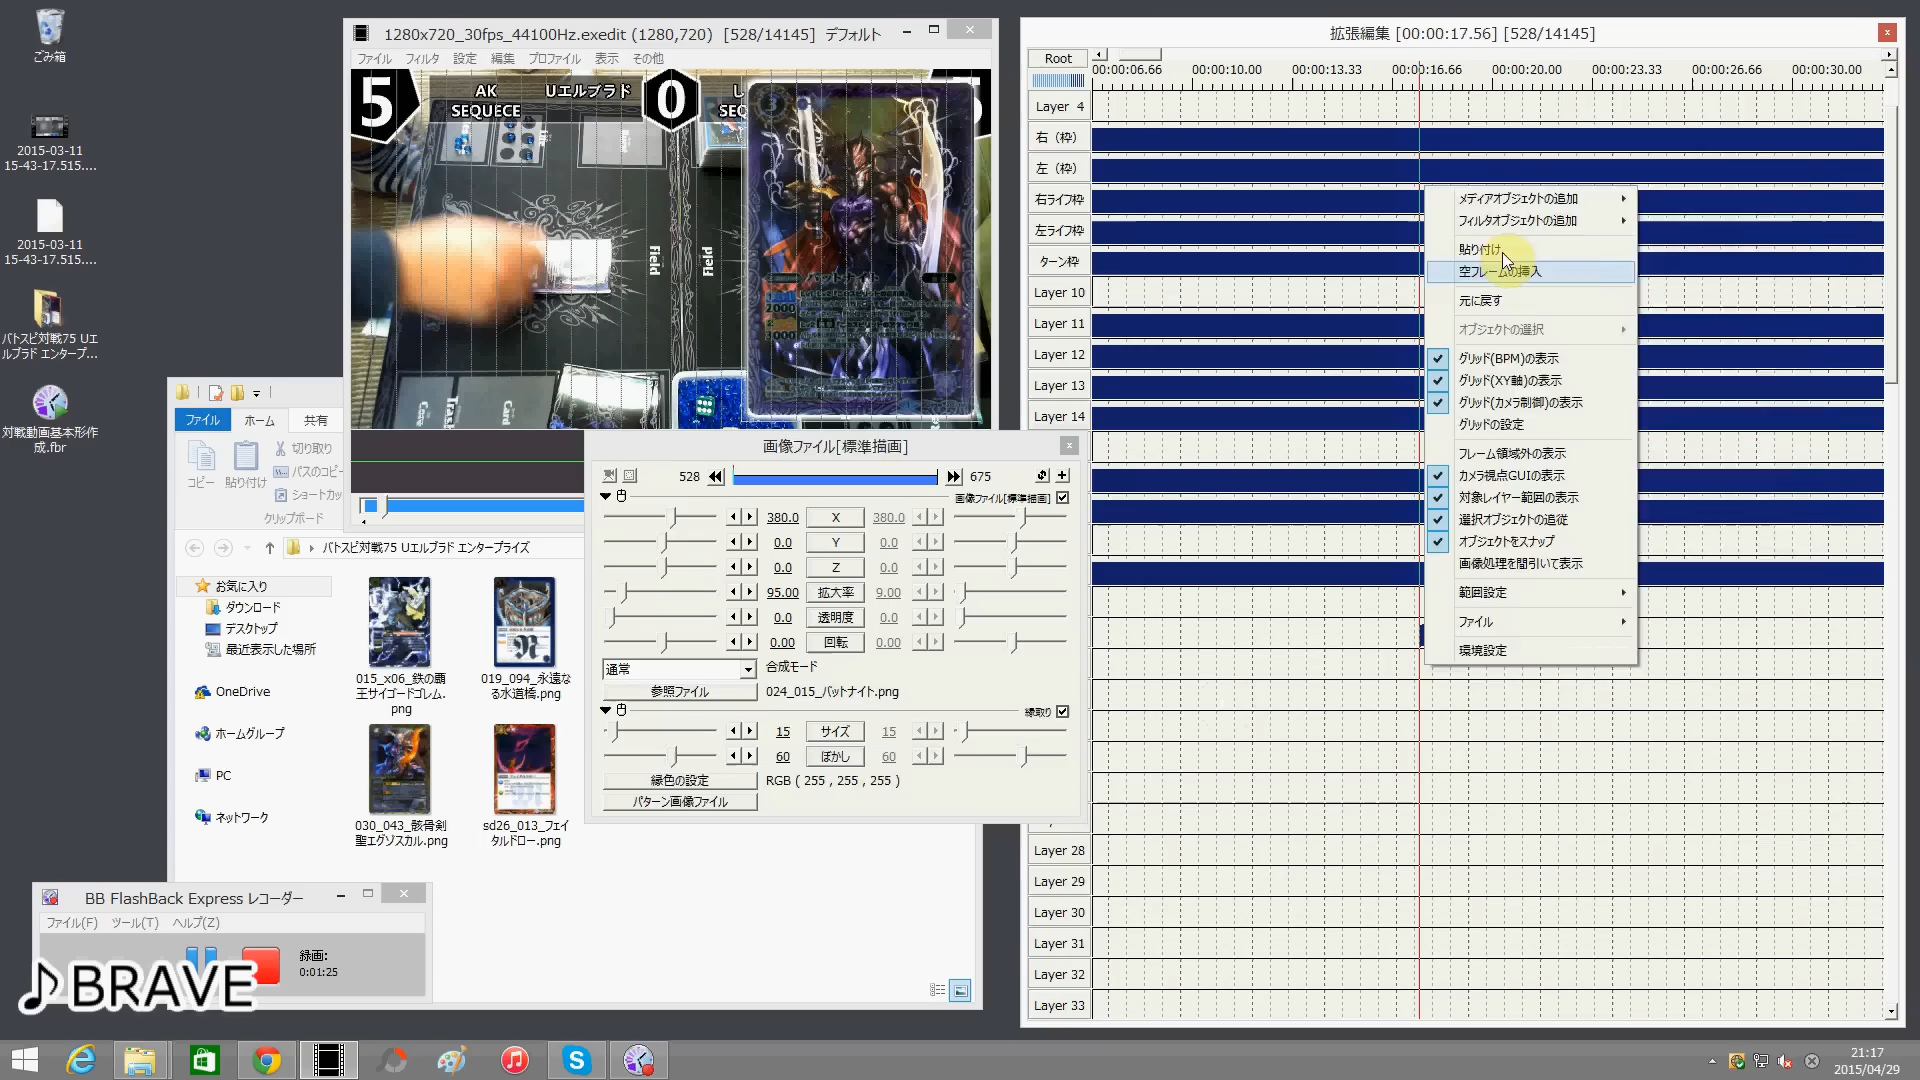 ごみ箱
2015-03-11
15-43-17.515....
2015-03-11
15-43-17.515....
バトスピ対戦75 Uエ
ルブラド エンタープ...
対戦動画基本形作
成.fbr
1280x720_30fps_44100Hz.exedit (1280,720) [528/14145] デフォルト
ファイル フィルタ 設定 編集 プロファイル 表示 その他
5
AK
SEQUECE
Uエルブラド
0
SEQ
Field
Field
バットナイト
ファイル
ホーム
共有
コピー
貼り付け
切り取り
パスのコピー
ショートカッ
クリップボード
バトスピ対戦75 Uエルブラド エンタープライズ
お気に入り
ダウンロード
デスクトップ
最近表示した場所
OneDrive
ホームグループ
PC
ネットワーク
015_x06_鉄の覇
王サイゴードゴレム.
png
019_094_永遠な
る水道橋.png
030_043_骸骨剣
聖エグゾスカル.png
sd26_013_フェイ
タルドロー.png
画像ファイル[標準描画]
528
675
画像ファイル[標準描画]
380.0 X 380.0
0.0 Y 0.0
0.0 Z 0.0
95.00 拡大率 9.00
0.0 透明度 0.0
0.00 回転 0.00
通常 合成モード
参照ファイル 024_015_バットナイト.png
縁取り
15 サイズ 15
60 ぼかし 60
縁色の設定 RGB ( 255 , 255 , 255 )
パターン画像ファイル
BB FlashBack Express レコーダー
ファイル(F) ツール(T) ヘルプ(Z)
録画:
0:01:25
♪BRAVE
拡張編集 [00:00:17.56] [528/14145]
Root
00:00:06.66 00:00:10.00 00:00:13.33 00:00:16.66 00:00:20.00 00:00:23.33 00:00:26.66 00:00:30.00
Layer 4
右（枠）
左（枠）
右ライフ枠
左ライフ枠
ターン枠
Layer 10
Layer 11
Layer 12
Layer 13
Layer 14
Layer 28
Layer 29
Layer 30
Layer 31
Layer 32
Layer 33
メディアオブジェクトの追加
フィルタオブジェクトの追加
貼り付け
空フレームの挿入
元に戻す
オブジェクトの選択
グリッド(BPM)の表示
グリッド(XY軸)の表示
グリッド(カメラ制御)の表示
グリッドの設定
フレーム領域外の表示
カメラ視点GUIの表示
対象レイヤー範囲の表示
選択オブジェクトの追従
オブジェクトをスナップ
画像処理を間引いて表示
範囲設定
ファイル
環境設定
21:17
2015/04/29